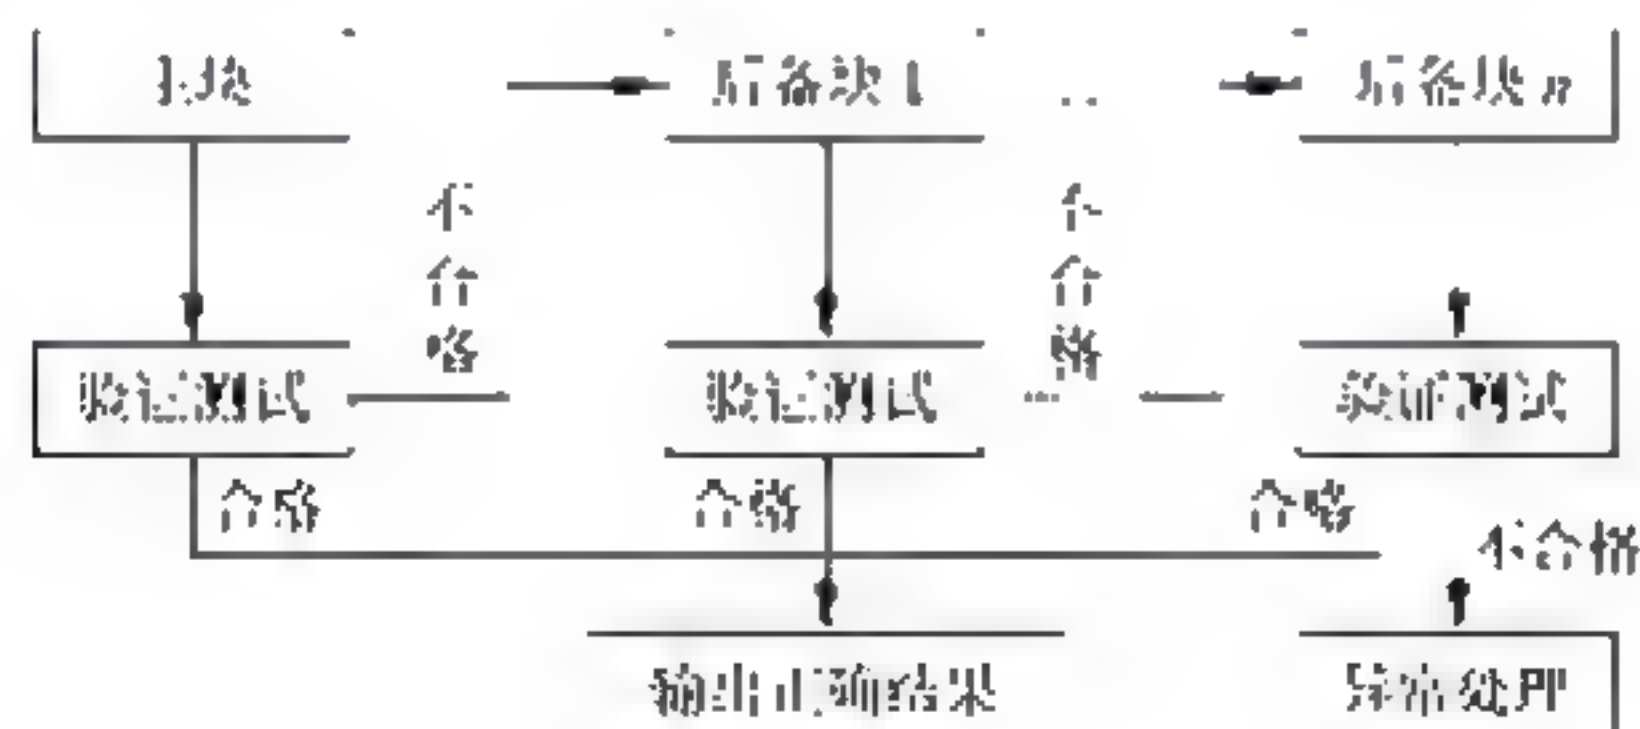 主块 后备块 1 后备块 n
不合格 不合格
验证测试 验证测试 验证测试
合格 合格 合格
不合格
输出正确结果 异常处理